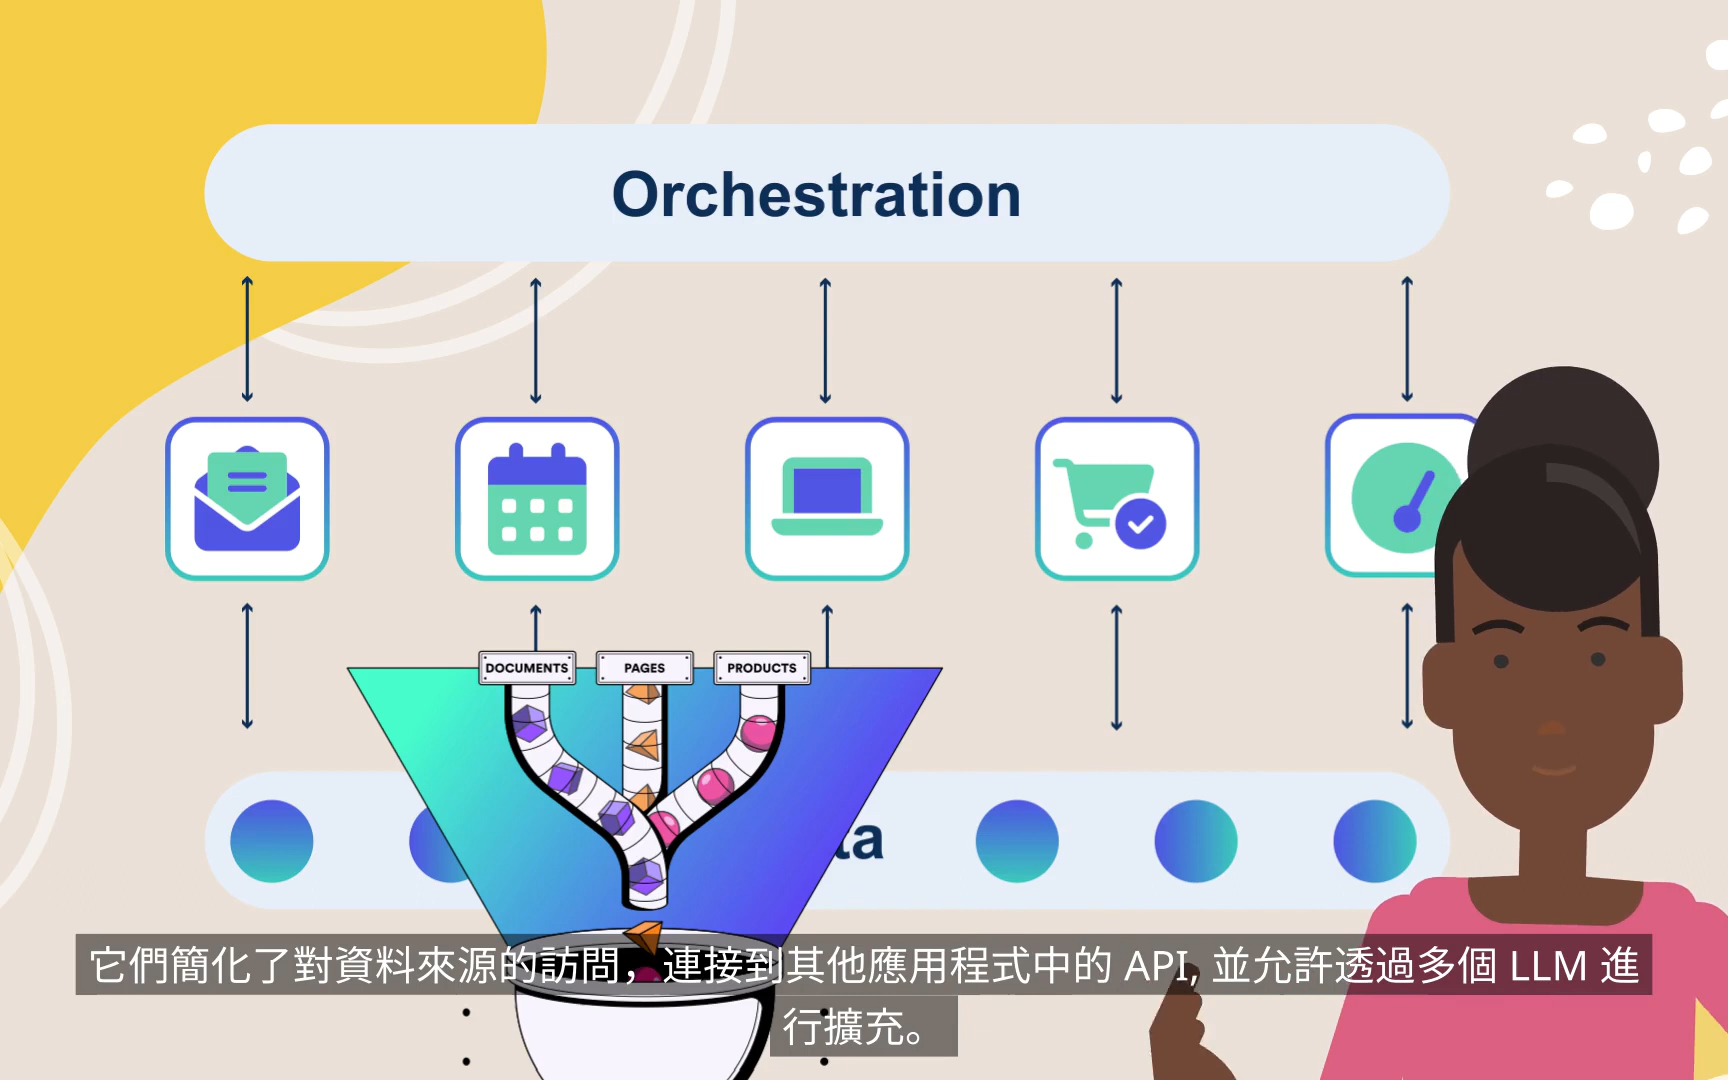 Orchestration
DOCUMENTS
PAGES
PRODUCTS
ta
它們簡化了對資料來源的訪問，連接到其他應用程式中的 API, 並允許透過多個 LLM 進
行擴充。